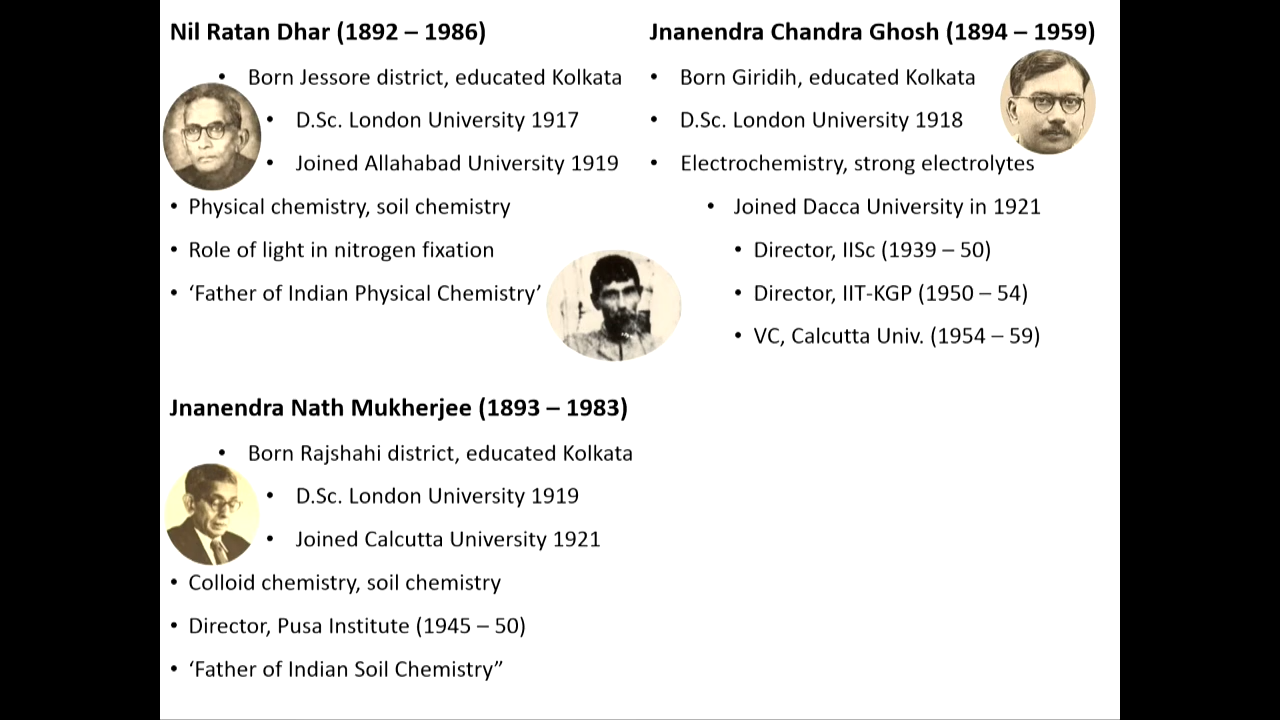 Nil Ratan Dhar (1892 – 1986)
• Born Jessore district, educated Kolkata
• D.Sc. London University 1917
• Joined Allahabad University 1919
• Physical chemistry, soil chemistry
• Role of light in nitrogen fixation
• ‘Father of Indian Physical Chemistry’
Jnanendra Chandra Ghosh (1894 – 1959)
• Born Giridih, educated Kolkata
• D.Sc. London University 1918
• Electrochemistry, strong electrolytes
• Joined Dacca University in 1921
• Director, IISc (1939 – 50)
• Director, IIT-KGP (1950 – 54)
• VC, Calcutta Univ. (1954 – 59)
Jnanendra Nath Mukherjee (1893 – 1983)
• Born Rajshahi district, educated Kolkata
• D.Sc. London University 1919
• Joined Calcutta University 1921
• Colloid chemistry, soil chemistry
• Director, Pusa Institute (1945 – 50)
• ‘Father of Indian Soil Chemistry”